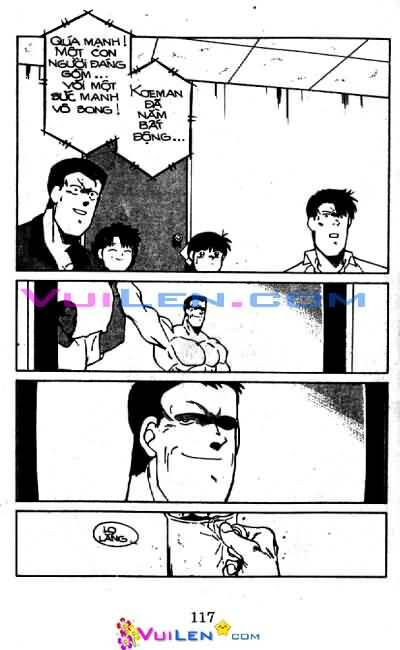 QUÁ MẠNH!
MỘT CON
NGƯỜI ĐÁNG
GỜM...
VỚI MỘT
SỨC MẠNH
VÔ SONG!
KOEMAN
ĐÃ
NẰM
BẤT
ĐỘNG...
VUILEN.COM
LO
LẮNG...
117
VUILEN.COM